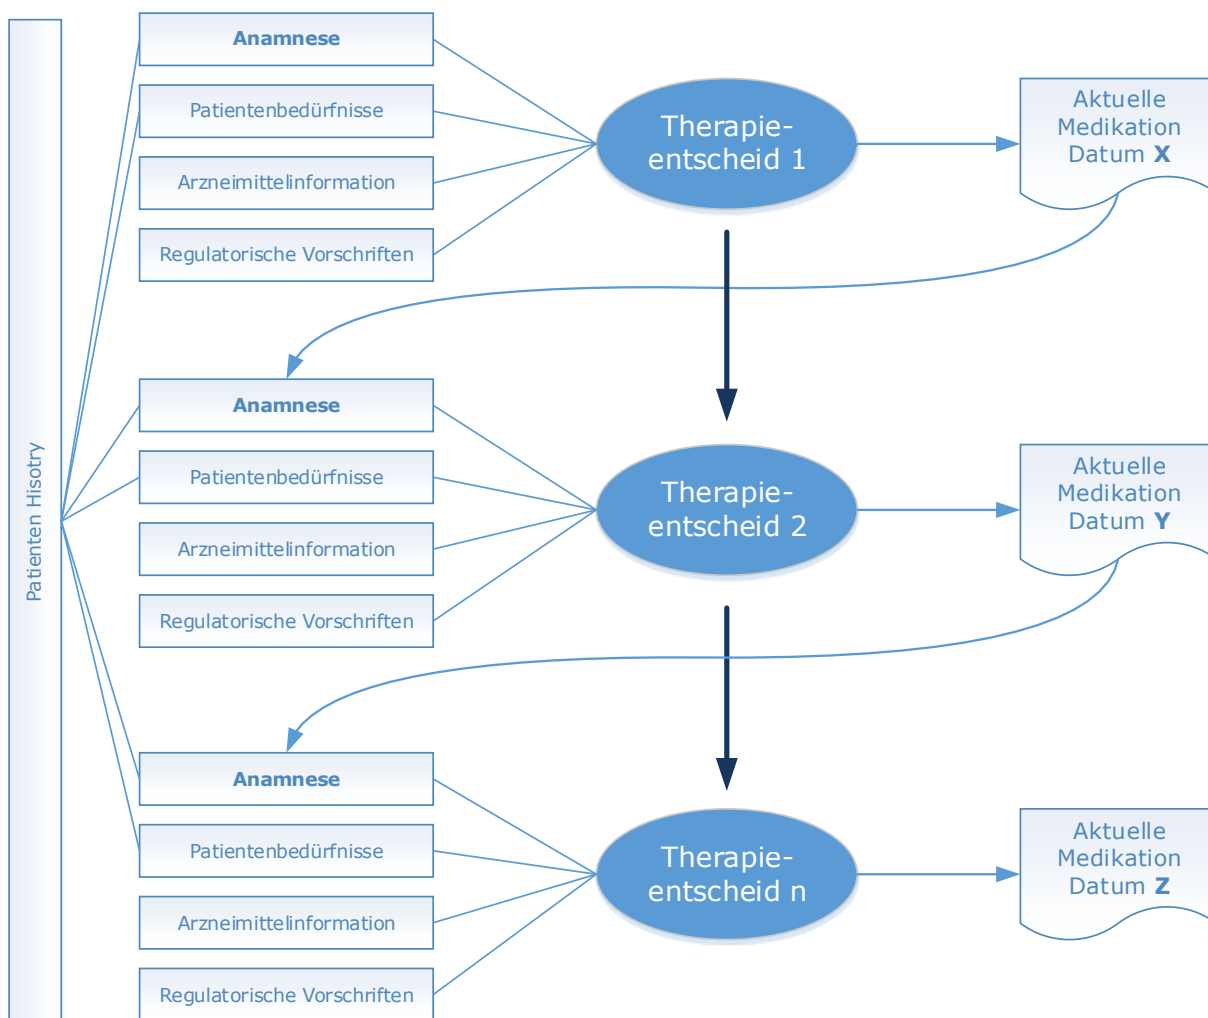 Patienten Hisotry
Anamnese
Patientenbedürfnisse
Arzneimittelinformation
Regulatorische Vorschriften
Therapie-
entscheid 1
Aktuelle
Medikation
Datum X
Anamnese
Patientenbedürfnisse
Arzneimittelinformation
Regulatorische Vorschriften
Therapie-
entscheid 2
Aktuelle
Medikation
Datum Y
Anamnese
Patientenbedürfnisse
Arzneimittelinformation
Regulatorische Vorschriften
Therapie-
entscheid n
Aktuelle
Medikation
Datum Z